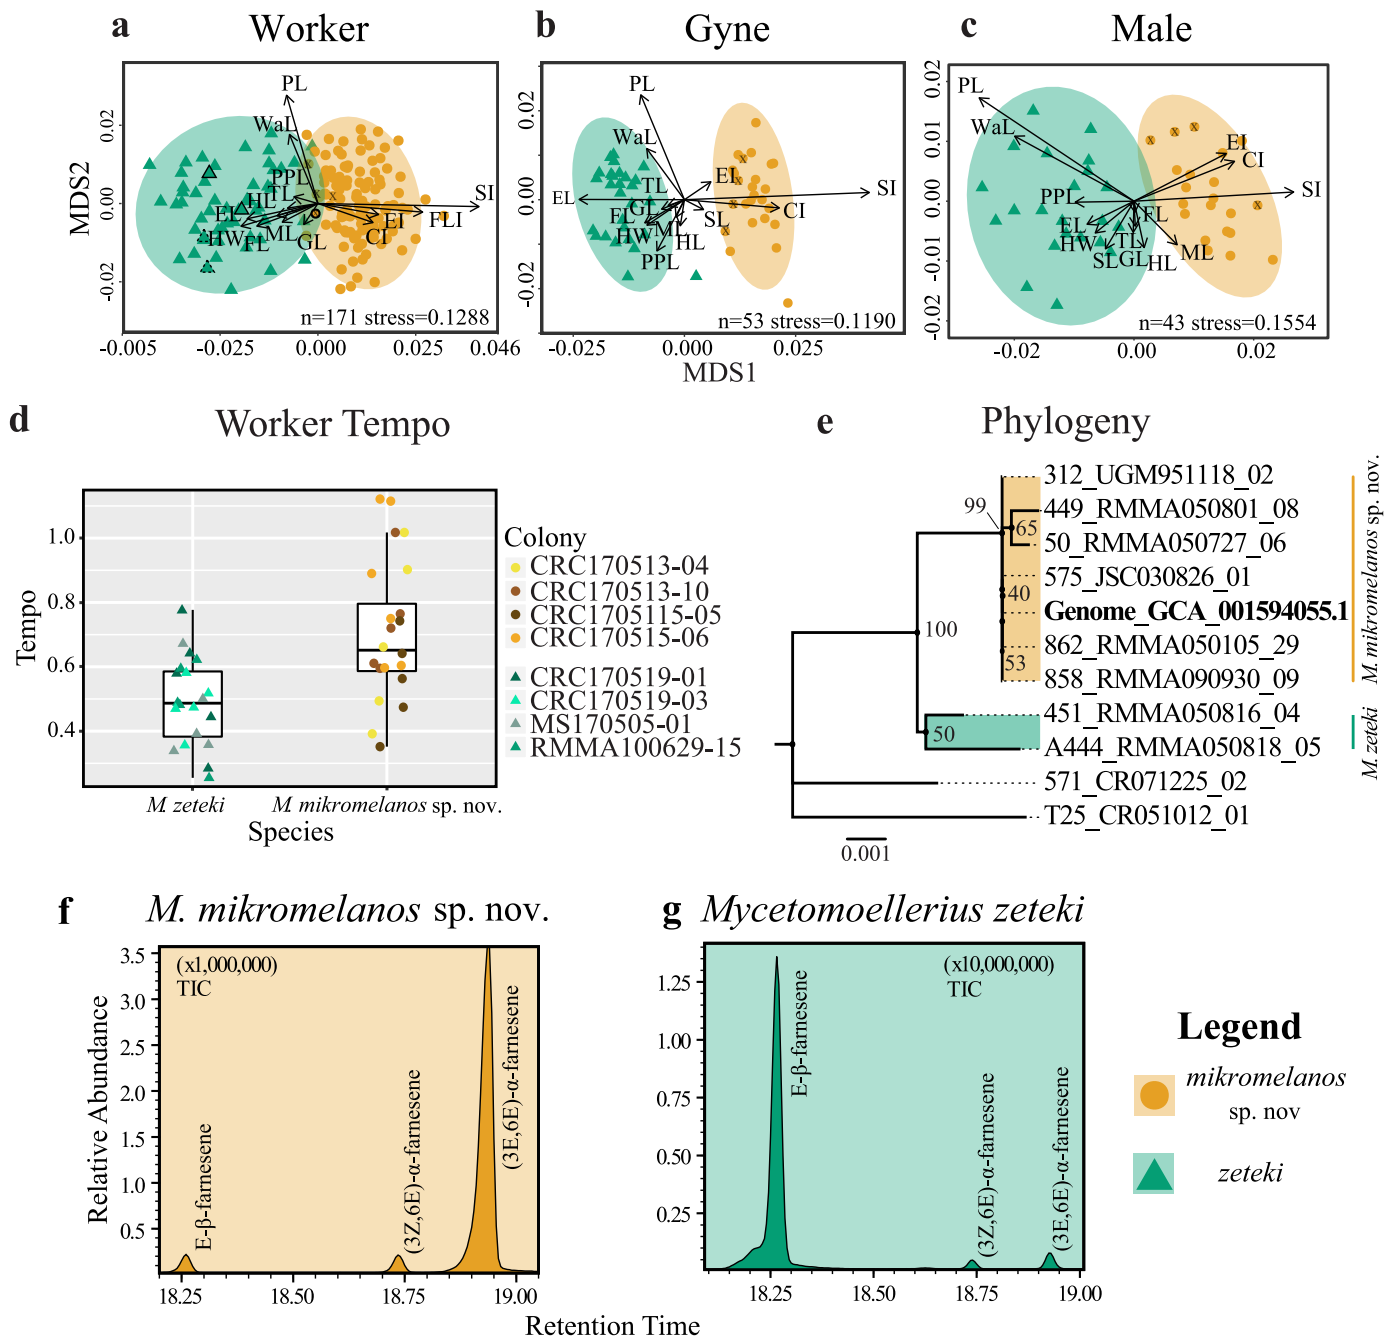 a Worker
b Gyne
c Male
MDS2
0.02
0.00
-0.02
PL
WaL
PPL
TL
HL
EL
HW
FL
ML
GL
SI
EI
FLI
CI
n=171 stress=0.1288
-0.005
-0.025
0.000
0.025
0.046
0.02
0.00
-0.02
PL
WaL
TL
EL
GL
FL
HW
ML
HL
PPL
EI
SL
CI
SI
n=53 stress=0.1190
-0.025
0.000
0.025
MDS1
0.02
0.01
0.00
-0.01
-0.02
PL
WaL
PPL
EL
HW
SL
TL
GL
FL
HL
ML
EI
CI
SI
n=43 stress=0.1554
-0.02
0.00
0.02
d Worker Tempo
Tempo
1.0
0.8
0.6
0.4
M. zeteki
M. mikromelanos sp. nov.
Species
Colony
CRC170513-04
CRC170513-10
CRC1705115-05
CRC170515-06
CRC170519-01
CRC170519-03
MS170505-01
RMMA100629-15
e Phylogeny
312_UGM951118_02
449_RMMA050801_08
50_RMMA050727_06
575_JSC030826_01
Genome_GCA_001594055.1
862_RMMA050105_29
858_RMMA090930_09
451_RMMA050816_04
A444_RMMA050818_05
571_CR071225_02
T25_CR051012_01
99
65
40
53
100
50
0.001
M. mikromelanos sp. nov.
M. zeteki
f M. mikromelanos sp. nov.
Relative Abundance
3.5
3.0
2.5
2.0
1.5
1.0
0.5
(x1,000,000)
TIC
E-β-farnesene
(3Z,6E)-α-farnesene
(3E,6E)-α-farnesene
18.25
18.50
18.75
19.00
Retention Time
g Mycetomoellerius zeteki
1.25
1.00
0.75
0.50
0.25
(x10,000,000)
TIC
E-β-farnesene
(3Z,6E)-α-farnesene
(3E,6E)-α-farnesene
18.25
18.50
18.75
19.00
Legend
mikromelanos
sp. nov
zeteki